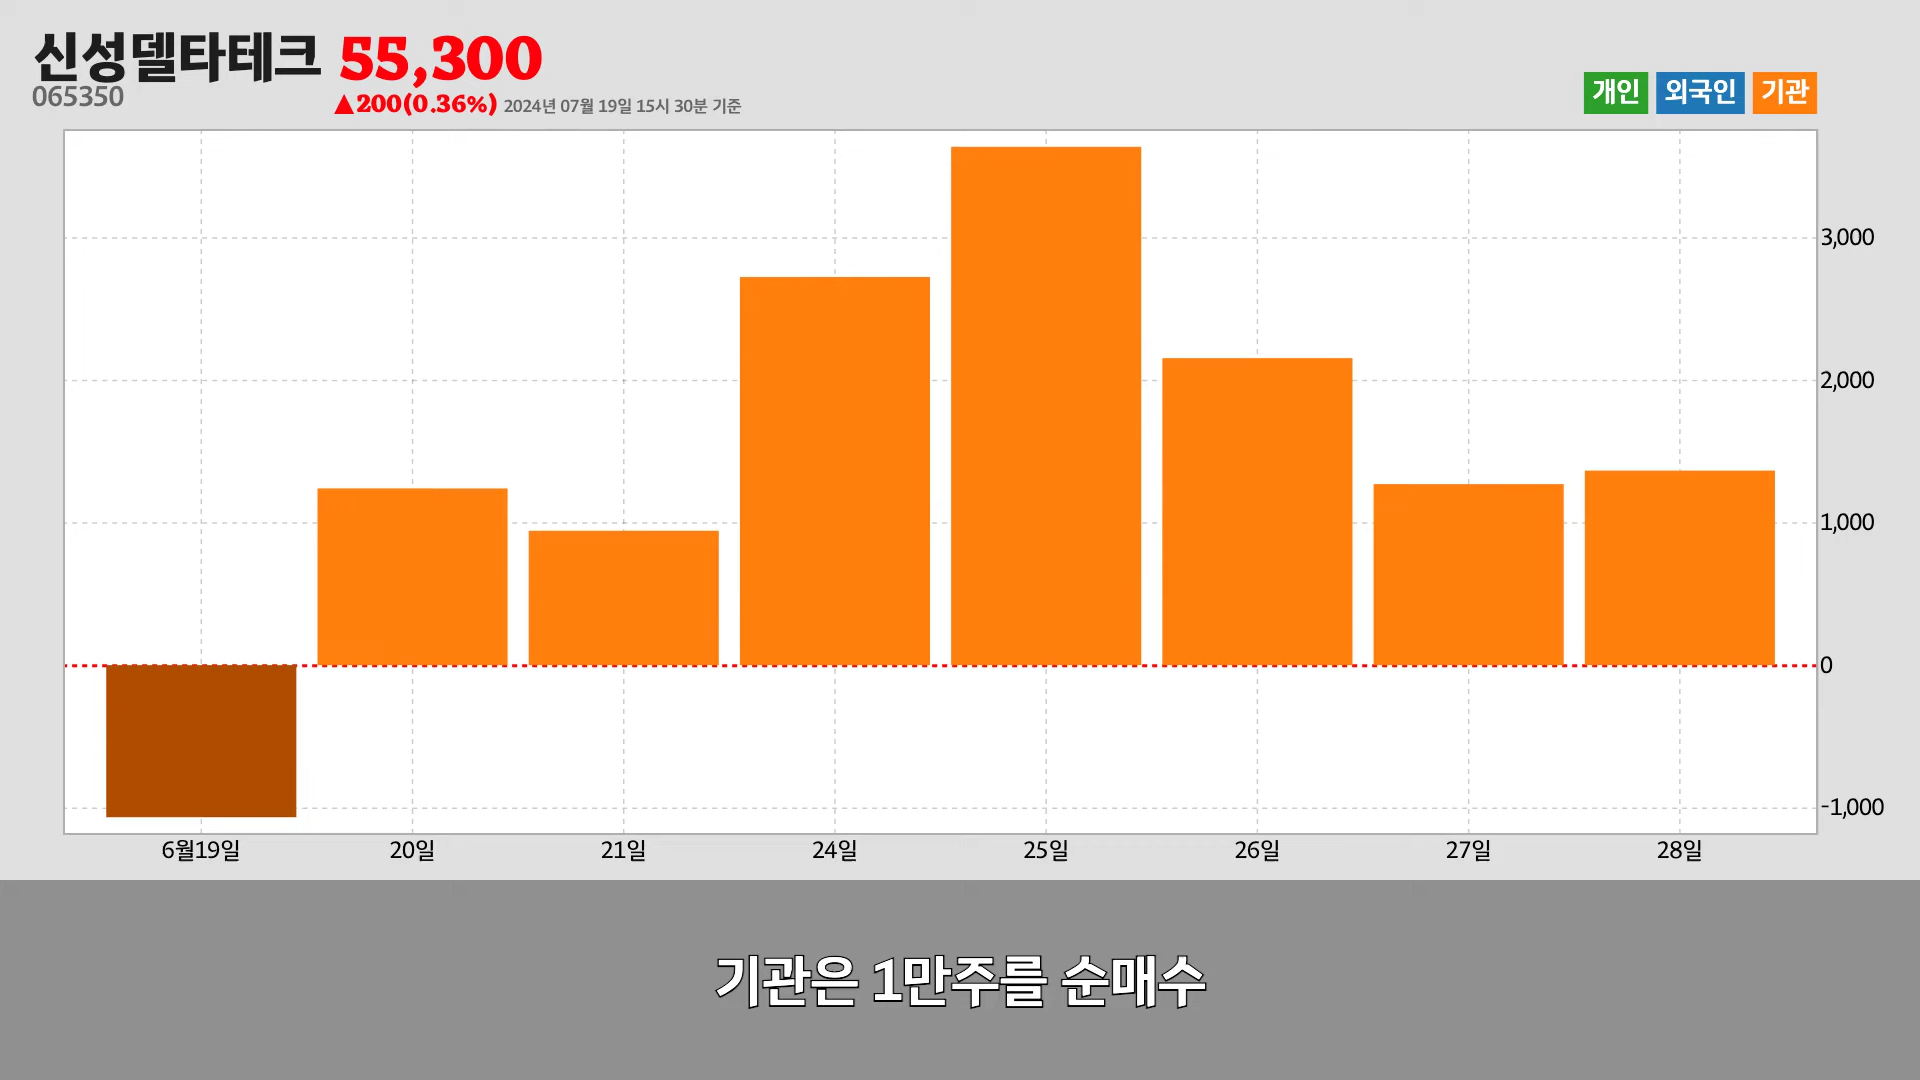 신성델타테크 55,300
065350
▲200(0.36%) 2024년 07월 19일 15시 30분 기준
개인 외국인 기관
3,000
2,000
1,000
0
-1,000
6월19일 20일 21일 24일 25일 26일 27일 28일
기관은 1만주를 순매수